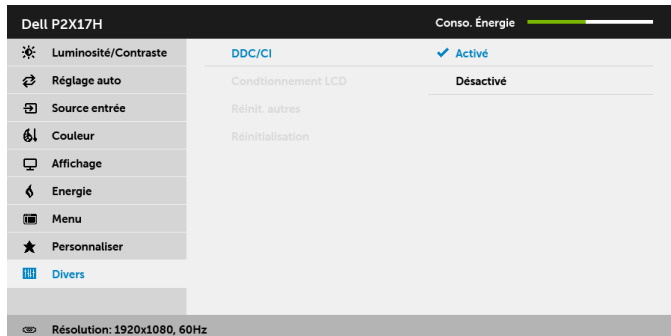 Dell P2X17H Conso. Énergie
Luminosité/Contraste DDC/CI Activé
Réglage auto Condtionnement LCD Désactivé
Source entrée Réinit. autres
Couleur Réinitialisation
Affichage
Energie
Menu
Personnaliser
Divers
Résolution: 1920x1080, 60Hz